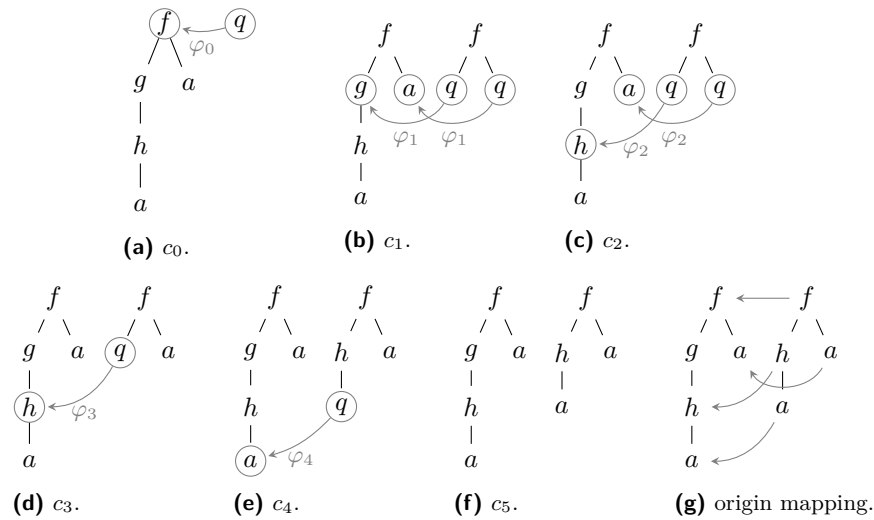 f q
φ0
g a
h
a
(a) c0.
f f
g a q q
φ1 φ1
h
a
(b) c1.
f f
g a q q
h φ2 φ2
a
(c) c2.
f f
g a q a
h φ3
a
(d) c3.
f f
g a h a
h q
a φ4
(e) c4.
f f
g a h a
h a
a
(f) c5.
f f
g a h a
h a
a
(g) origin mapping.